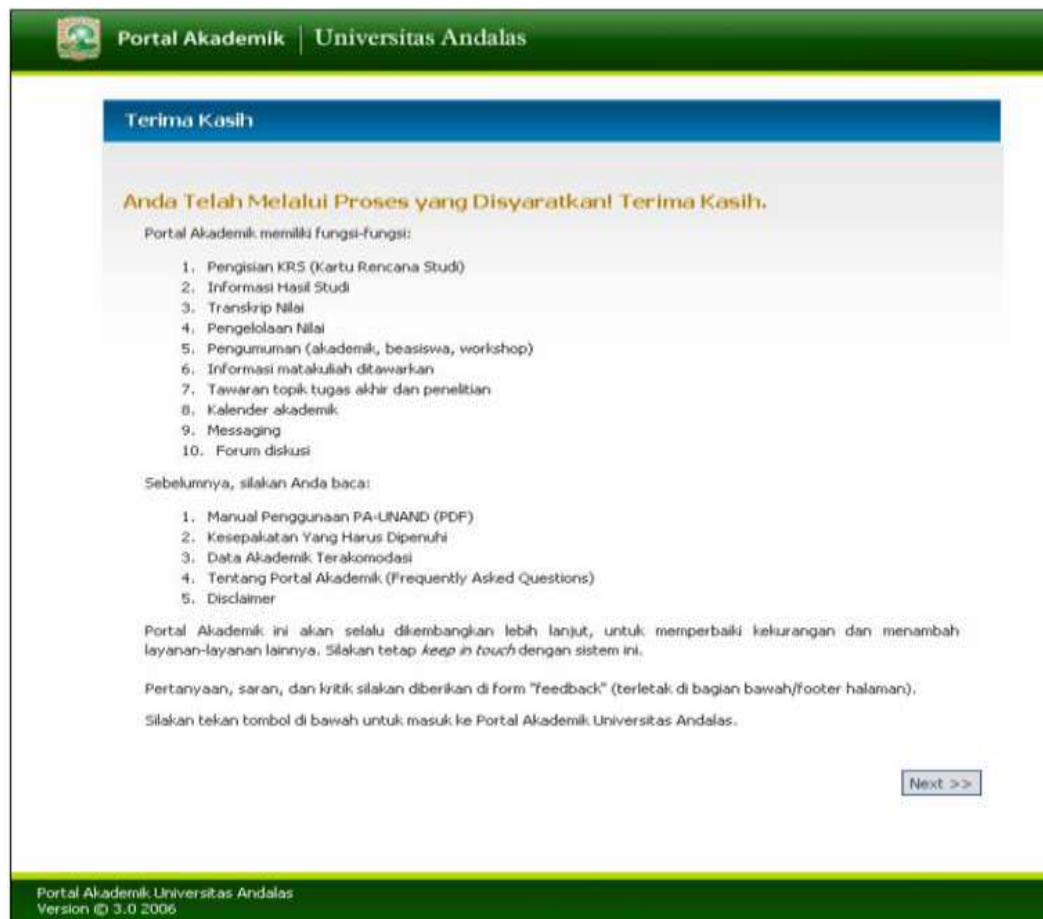 Portal Akademik | Universitas Andalas
Terima Kasih
Anda Telah Melalui Proses yang Disyaratkan! Terima Kasih.
Portal Akademik memiliki fungsi-fungsi:
1. Pengisian KRS (Kartu Rencana Studi)
2. Informasi Hasil Studi
3. Transkrip Nilai
4. Pengelolaan Nilai
5. Pengumuman (akademik, beasiswa, workshop)
6. Informasi matakuliah ditawarkan
7. Tawaran topik tugas akhir dan penelitian
8. Kalender akademik
9. Messaging
10. Forum diskusi
Sebelumnya, silakan Anda baca:
1. Manual Penggunaan PA-UNAND (PDF)
2. Kesepakatan Yang Harus Dipenuhi
3. Data Akademik Terakomodasi
4. Tentang Portal Akademik (Frequently Asked Questions)
5. Disclaimer
Portal Akademik ini akan selalu dikembangkan lebih lanjut, untuk memperbaiki kekurangan dan menambah
layanan-layanan lainnya. Silakan tetap keep in touch dengan sistem ini.
Pertanyaan, saran, dan kritik silakan diberikan di form "feedback" (terletak di bagian bawah/footer halaman).
Silakan tekan tombol di bawah untuk masuk ke Portal Akademik Universitas Andalas.
Next >>
Portal Akademik Universitas Andalas
Version © 3.0 2006